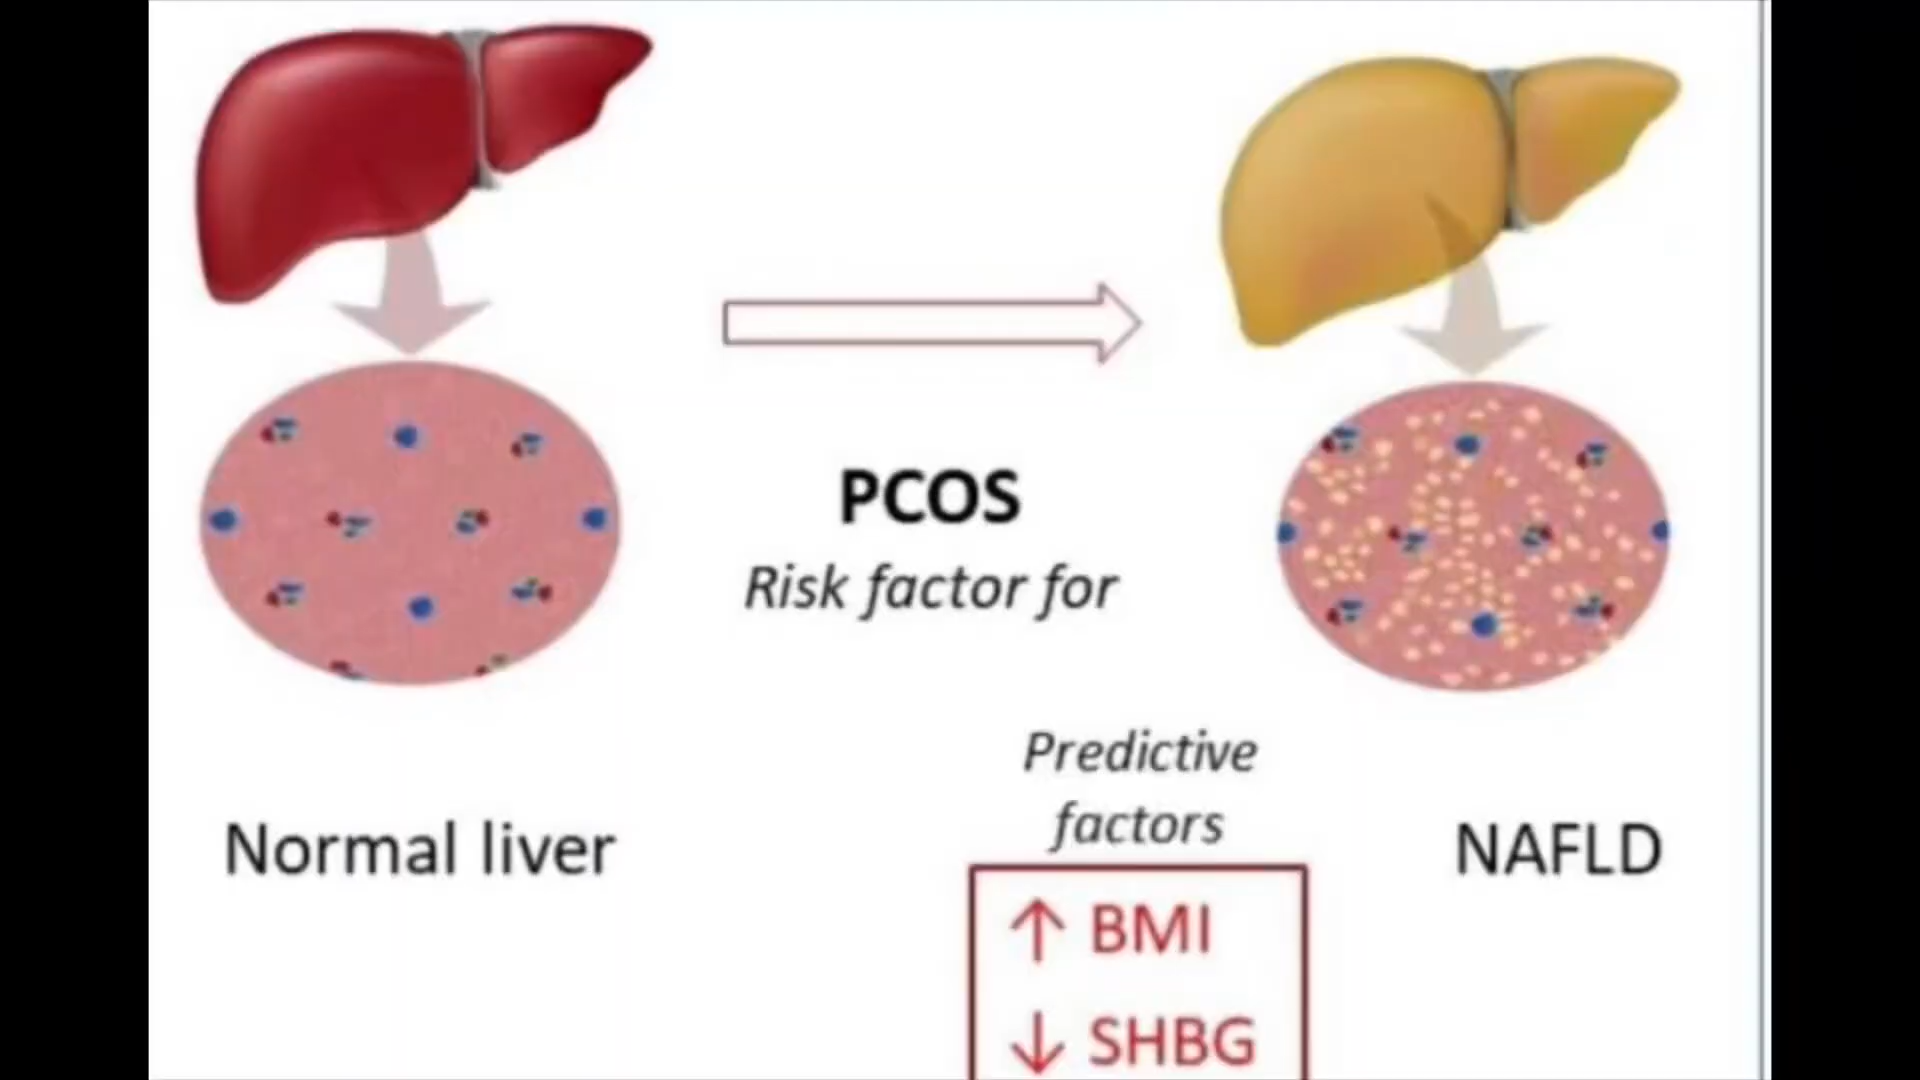 PCOS
Risk factor for
Predictive
factors
Normal liver
NAFLD
↑ BMI
↓ SHBG